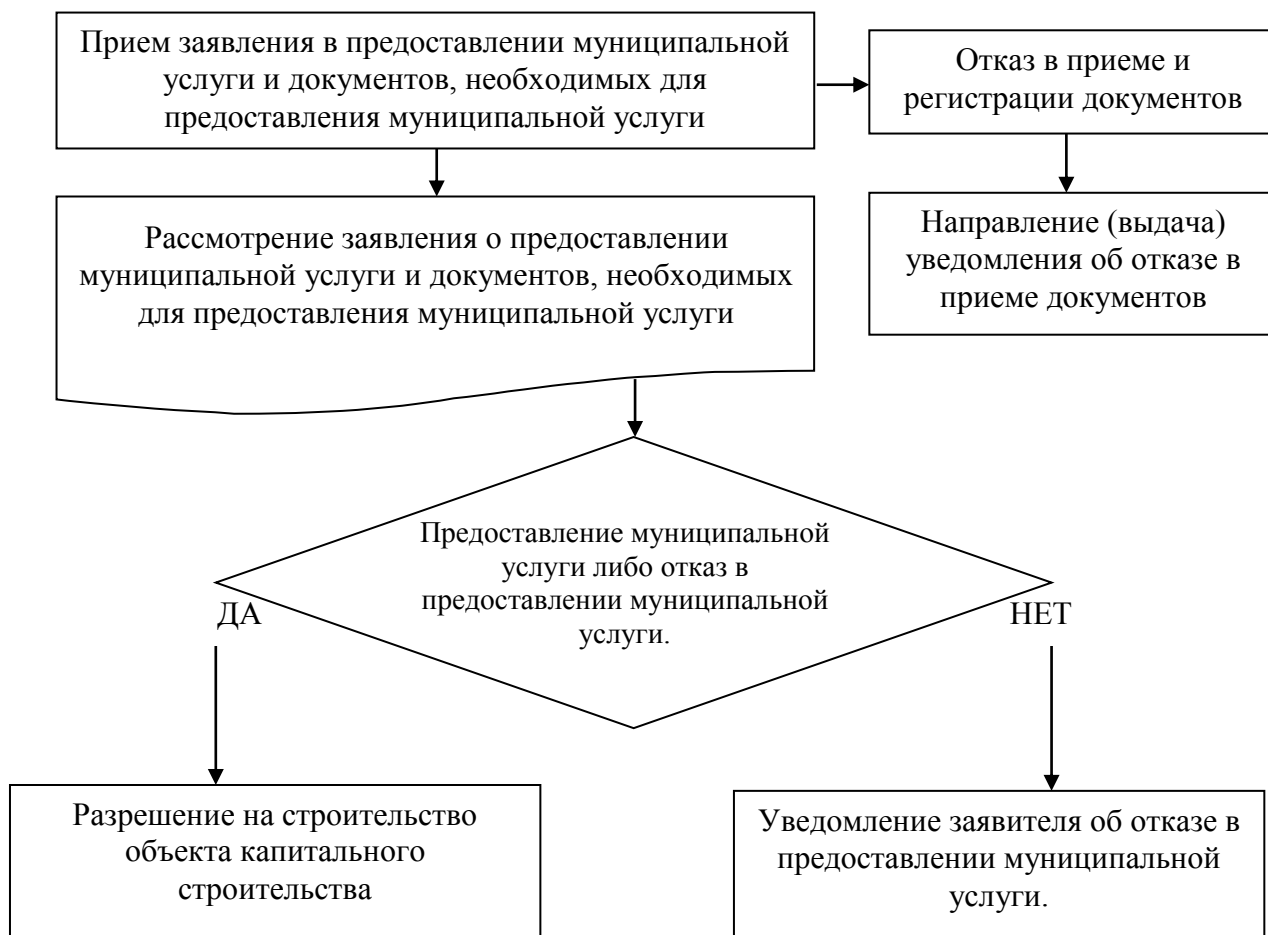 Прием заявления в предоставлении муниципальной
услуги и документов, необходимых для
предоставления муниципальной услуги
Отказ в приеме и
регистрации документов
Рассмотрение заявления о предоставлении
муниципальной услуги и документов, необходимых
для предоставления муниципальной услуги
Направление (выдача)
уведомления об отказе в
приеме документов
Предоставление муниципальной
услуги либо отказ в
предоставлении муниципальной
услуги.
ДА
НЕТ
Разрешение на строительство
объекта капитального
строительства
Уведомление заявителя об отказе в
предоставлении муниципальной
услуги.